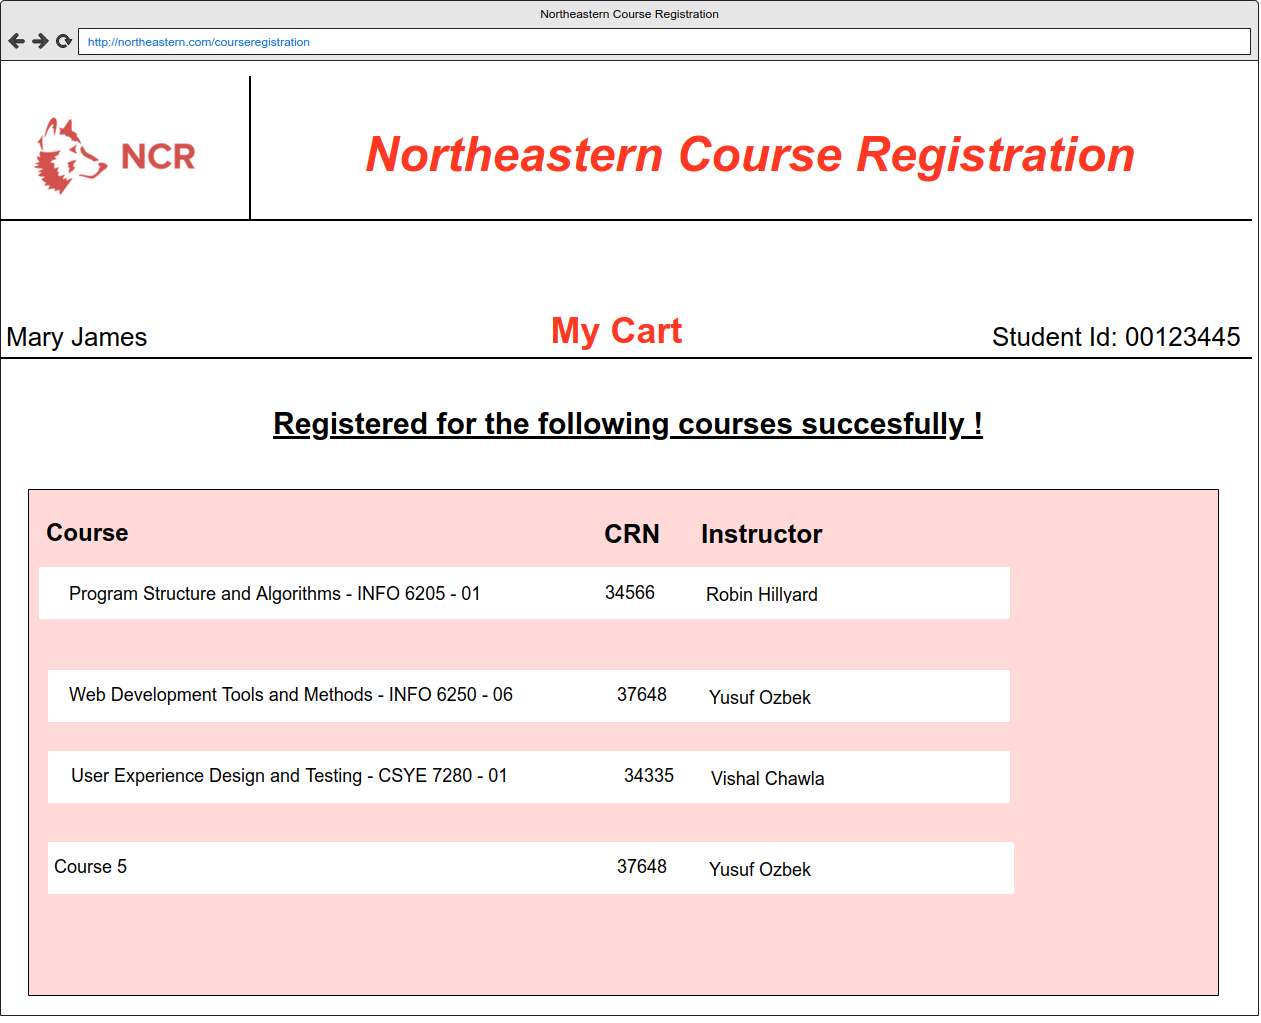 Northeastern Course Registration
http://northeastern.com/courseregistration
NCR
Northeastern Course Registration
Mary James
My Cart
Student Id: 00123445
Registered for the following courses succesfully !
Course CRN Instructor
Program Structure and Algorithms - INFO 6205 - 01 34566 Robin Hillyard
Web Development Tools and Methods - INFO 6250 - 06 37648 Yusuf Ozbek
User Experience Design and Testing - CSYE 7280 - 01 34335 Vishal Chawla
Course 5 37648 Yusuf Ozbek